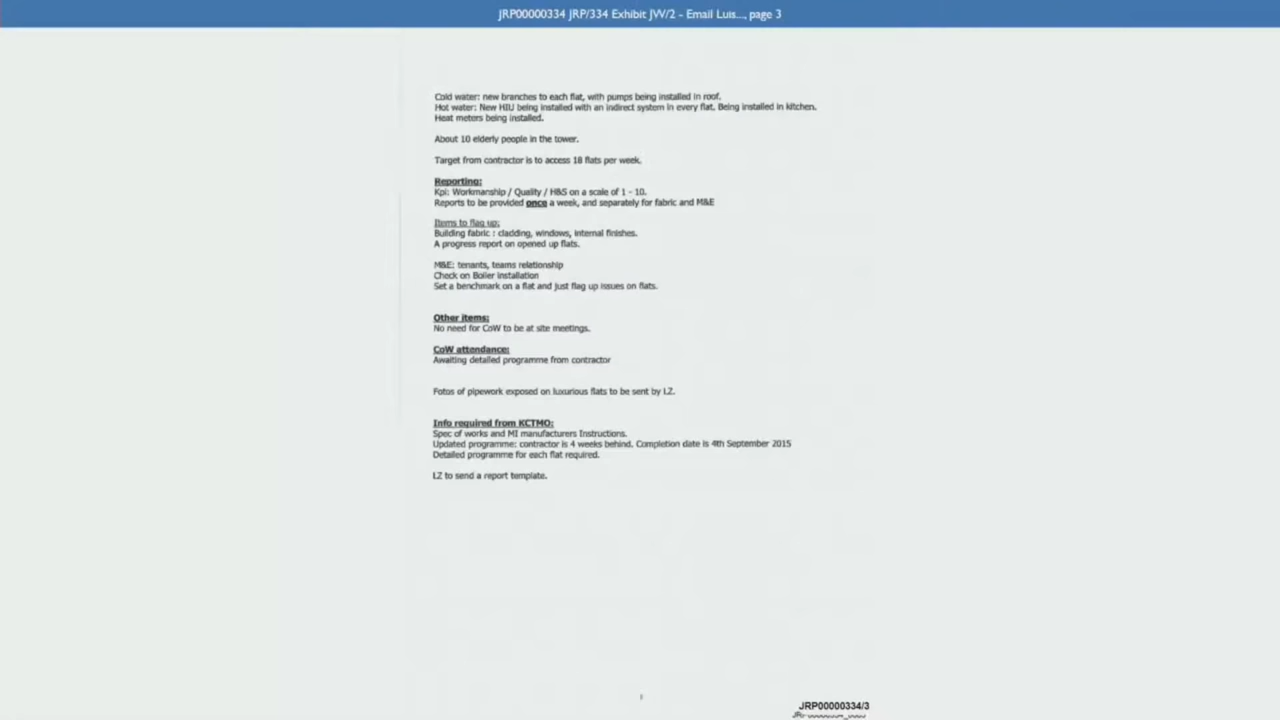 JRP00000334 JRP/334 Exhibit JW/2 - Email Luis..., page 3
Cold water: new branches to each flat, with pumps being installed in roof.
Hot water: New HIU being installed with an indirect system in every flat. Being installed in kitchen.
Heat meters being installed.
About 10 elderly people in the tower.
Target from contractor is to access 18 flats per week.
Reporting:
Kpi: Workmanship / Quality / H&S on a scale of 1 - 10.
Reports to be provided once a week, and separately for fabric and M&E
Items to flag up:
Building fabric : cladding, windows, internal finishes.
A progress report on opened up flats.
M&E: tenants, teams relationship
Check on Boiler installation
Set a benchmark on a flat and just flag up issues on flats.
Other items:
No need for CoW to be at site meetings.
CoW attendance:
Awaiting detailed programme from contractor
Fotos of pipework exposed on luxurious flats to be sent by LZ.
Info required from KCTMO:
Spec of works and MI manufacturers Instructions.
Updated programme: contractor is 4 weeks behind. Completion date is 4th September 2015
Detailed programme for each flat required.
LZ to send a report template.
JRP00000334/3